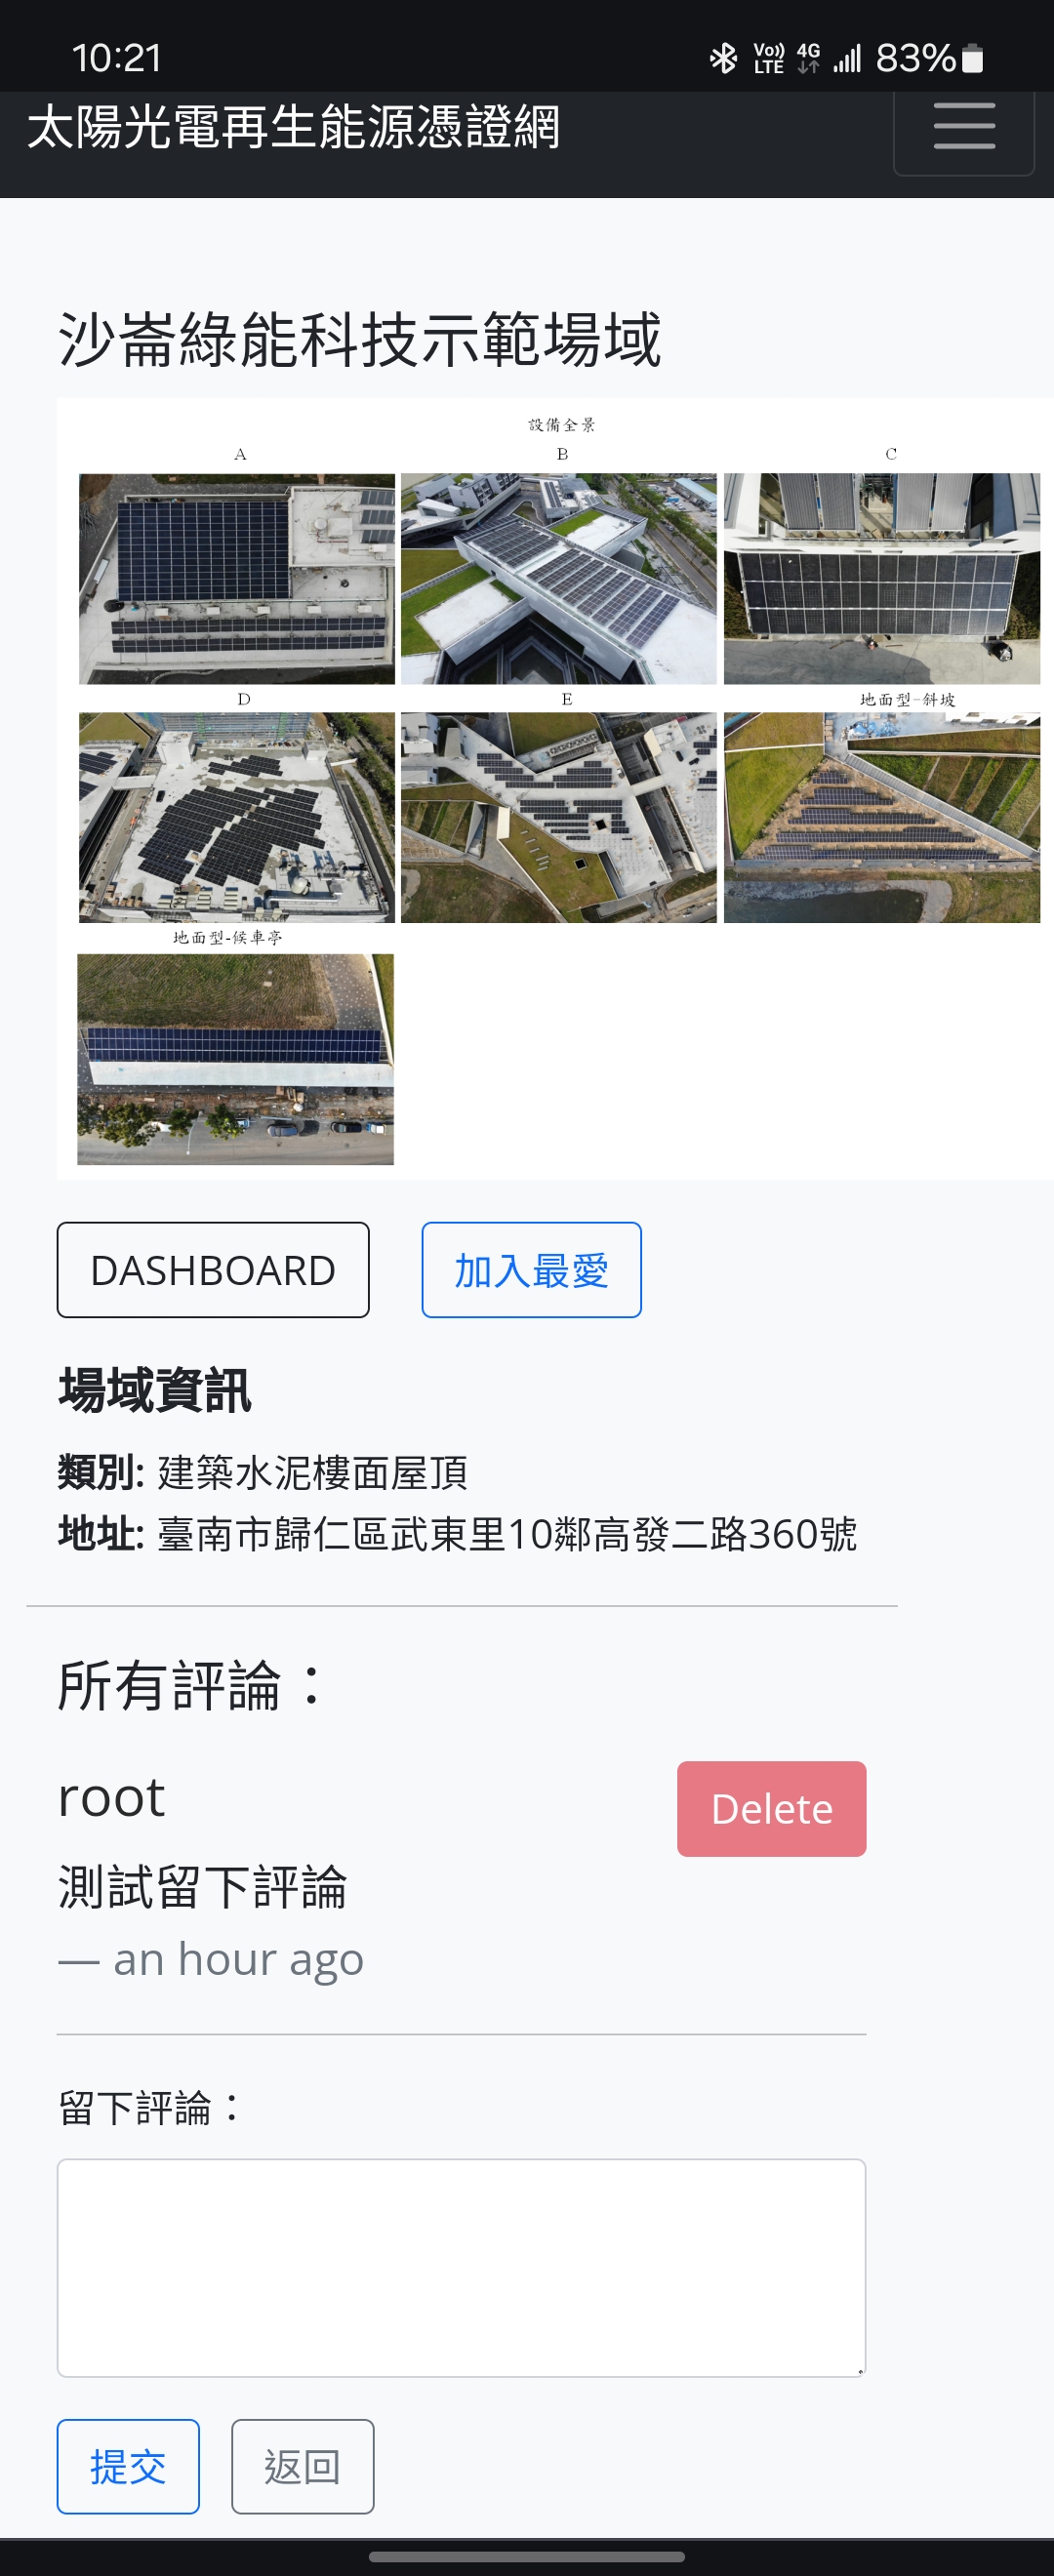 10:21 Vo)) LTE 4G 83%
太陽光電再生能源憑證網
沙崙綠能科技示範場域
設備全景
A B C
D E 地面型-斜坡
地面型-候車亭
DASHBOARD 加入最愛
場域資訊
類別: 建築水泥樓面屋頂
地址: 臺南市歸仁區武東里10鄰高發二路360號
所有評論：
root
Delete
測試留下評論
— an hour ago
留下評論：
提交 返回